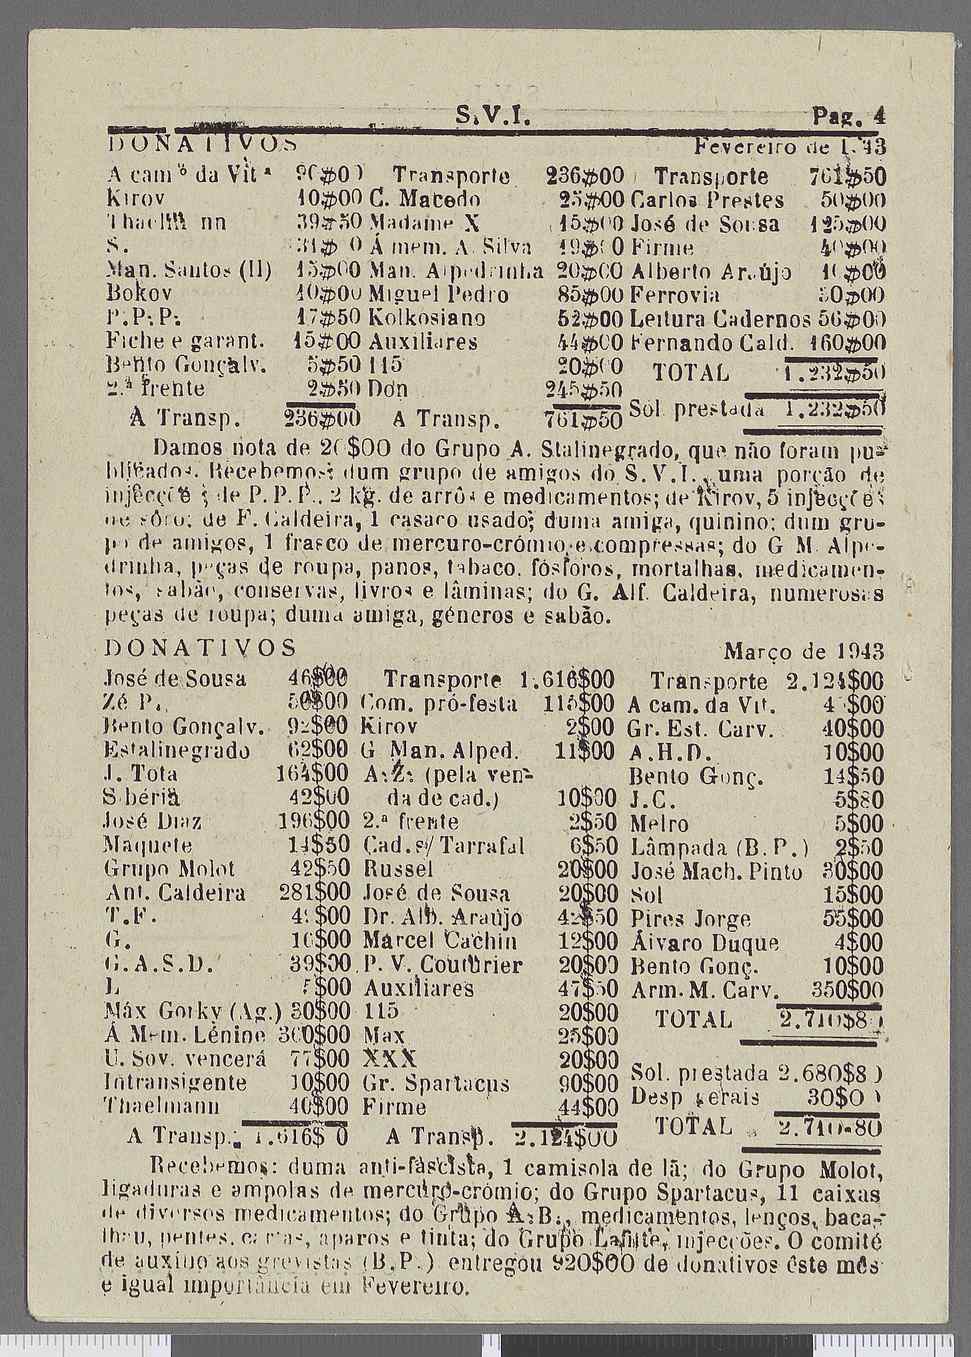 S.V.I. Pag. 4
DONATIVOS Fevereiro de 1943
A cam.º da Vit.ª
Kirov 10$00

S.
Man. Santos (II) 15$00
Bokov 10$00
P.P.P. 17$50
Fiche e garant. 15$00
Bento Gonçalv. 5$50
2.ª frente 2$50
A Transp. 236$00
Transporte 236$00
C. Macedo 25$00
Madame X 15$00
Á mem. A. Silva
Man. Alpedrinha 20$00
Miguel Pedro 85$00
Kolkosiano 52$00
Auxiliares 44$00
115 20$00
Don 245$50
A Transp. 761$50
Transporte 761$50
Carlos Prestes 50$00
José de Sousa 125$00
Firme 40$00
Alberto Araújo
Ferrovia
Leitura Cadernos 56$00
Fernando Cald. 160$00
TOTAL 1.232$50
Sol. prestada 1.232$50
Damos nota de 20$00 do Grupo A. Stalinegrado, que não foram pu-
blicados. Recebemos: dum grupo de amigos do S.V.I., uma porção de
injecções; de P.P.P., 2 kg. de arrôs e medicamentos; de Kirov, 5 injecções
de sôro; de F. Caldeira, 1 casaco usado; duma amiga, quinino; dum gru-
po de amigos, 1 frasco de mercuro-crómio e compressas; do G. M. Alpe-
drinha, peças de roupa, panos, tabaco, fósforos, mortalhas, medicamen-
tos, sabão, conservas, livros e lâminas; do G. Alf. Caldeira, numerosas
peças de roupa; duma amiga, géneros e sabão.
DONATIVOS Março de 1943
José de Sousa 46$00
Zé P. 50$00
Bento Gonçalv. 92$00
Estalinegrado 62$00
J. Tota 164$00
Sibéria 42$00
José Diaz 196$00
Maquete 14$50
Grupo Molot 42$50
Ant. Caldeira 281$00
T.F.
G. 10$00
G.A.S.D. 39$00
L
Máx Gorky (Ag.) 30$00
Á Mem. Lénine 300$00
U. Sov. vencerá 77$00
Intransigente 10$00
Thaelmann 40$00
A Transp. 1.616$00
Transporte 1.616$00
Com. pró-festa 115$00
Kirov 2$00
G. Man. Alped. 11$00
A.Z. (pela ven-
da de cad.) 10$00
2.ª frente 2$50
Cad. s/ Tarrafal 6$50
Russel 20$00
José de Sousa 20$00
Dr. Alb. Araújo 42$50
Marcel Cachin 12$00
P. V. Couturier 20$00
Auxiliares 47$50
115 20$00
Max 25$00
XXX 20$00
Gr. Spartacus 90$00
Firme 44$00
A Transp. 2.124$00
Transporte 2.124$00
A cam. da Vit.
Gr. Est. Carv. 40$00
A.H.D. 10$00
Bento Gonç. 14$50
J.C. 5$80
Melro 5$00
Lâmpada (B.P.) 2$50
José Mach. Pinto 30$00
Sol 15$00
Pires Jorge 55$00
Álvaro Duque 4$00
Bento Gonç. 10$00
Arm. M. Carv. 350$00
TOTAL 2.710$80
Sol. prestada 2.680$80
Desp. gerais 30$00
TOTAL 2.710$80
Recebemos: duma anti-fascista, 1 camisola de lã; do Grupo Molot,
ligaduras e ampolas de mercuro-crómio; do Grupo Spartacus, 11 caixas
de diversos medicamentos; do Grupo A.B., medicamentos, lenços, baca-
lhau, pentes, cartas, aparos e tinta; do Grupo Lafitte, injecções. O comité
de auxílio aos grevistas (B.P.) entregou 920$00 de donativos êste mês
e igual importância em Fevereiro.